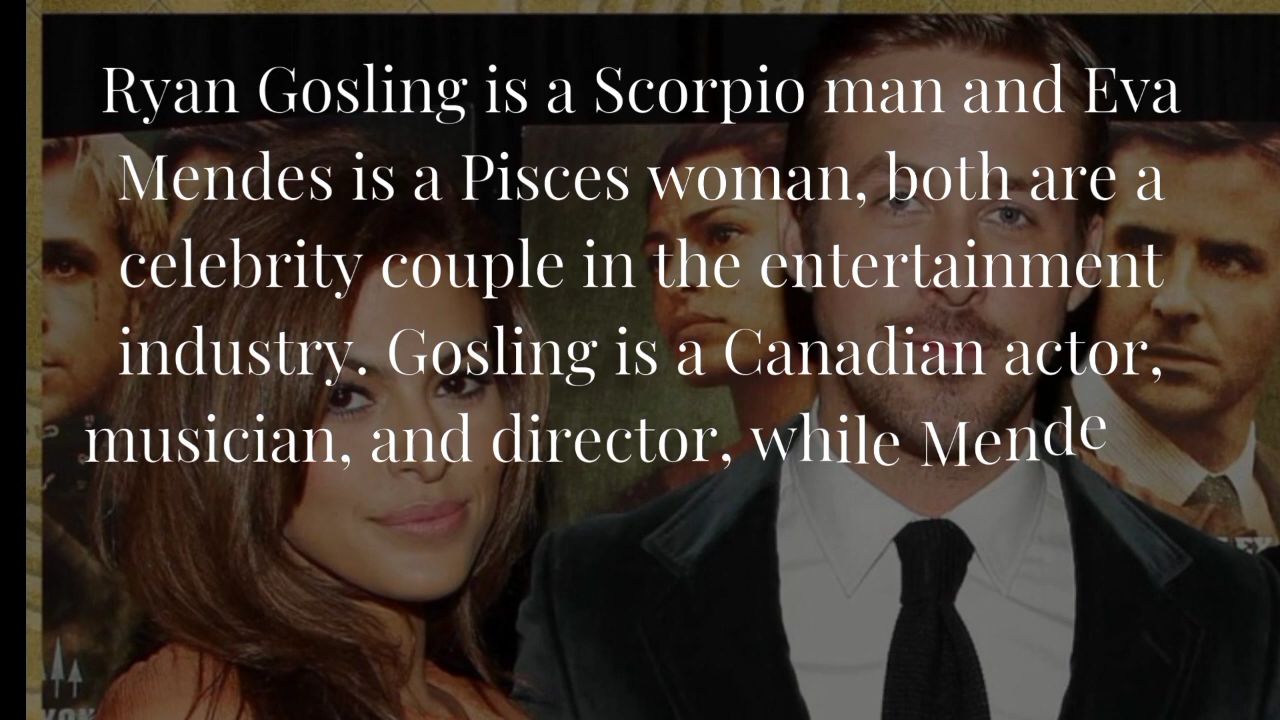 Ryan Gosling is a Scorpio man and Eva
Mendes is a Pisces woman, both are a
celebrity couple in the entertainment
industry. Gosling is a Canadian actor,
musician, and director, while Mende